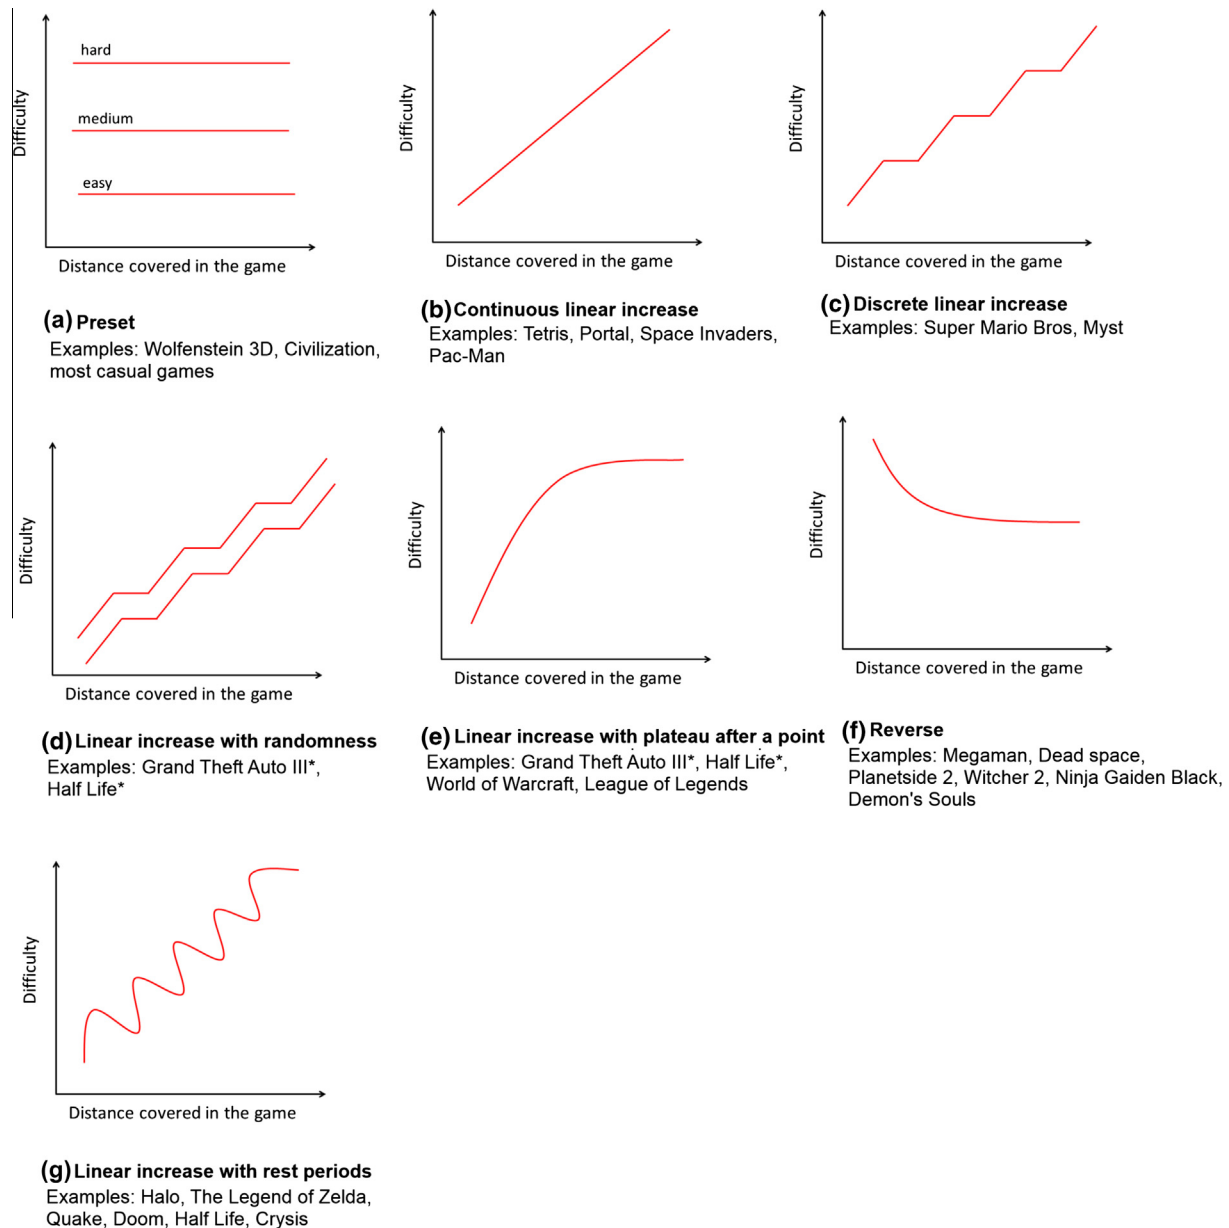 hard
medium
easy
Difficulty
Distance covered in the game
(a) Preset
Examples: Wolfenstein 3D, Civilization,
most casual games
Difficulty
Distance covered in the game
(b) Continuous linear increase
Examples: Tetris, Portal, Space Invaders,
Pac-Man
Difficulty
Distance covered in the game
(c) Discrete linear increase
Examples: Super Mario Bros, Myst
Difficulty
Distance covered in the game
(d) Linear increase with randomness
Examples: Grand Theft Auto III*,
Half Life*
Difficulty
Distance covered in the game
(e) Linear increase with plateau after a point
Examples: Grand Theft Auto III*, Half Life*,
World of Warcraft, League of Legends
Difficulty
Distance covered in the game
(f) Reverse
Examples: Megaman, Dead space,
Planetside 2, Witcher 2, Ninja Gaiden Black,
Demon's Souls
Difficulty
Distance covered in the game
(g) Linear increase with rest periods
Examples: Halo, The Legend of Zelda,
Quake, Doom, Half Life, Crysis